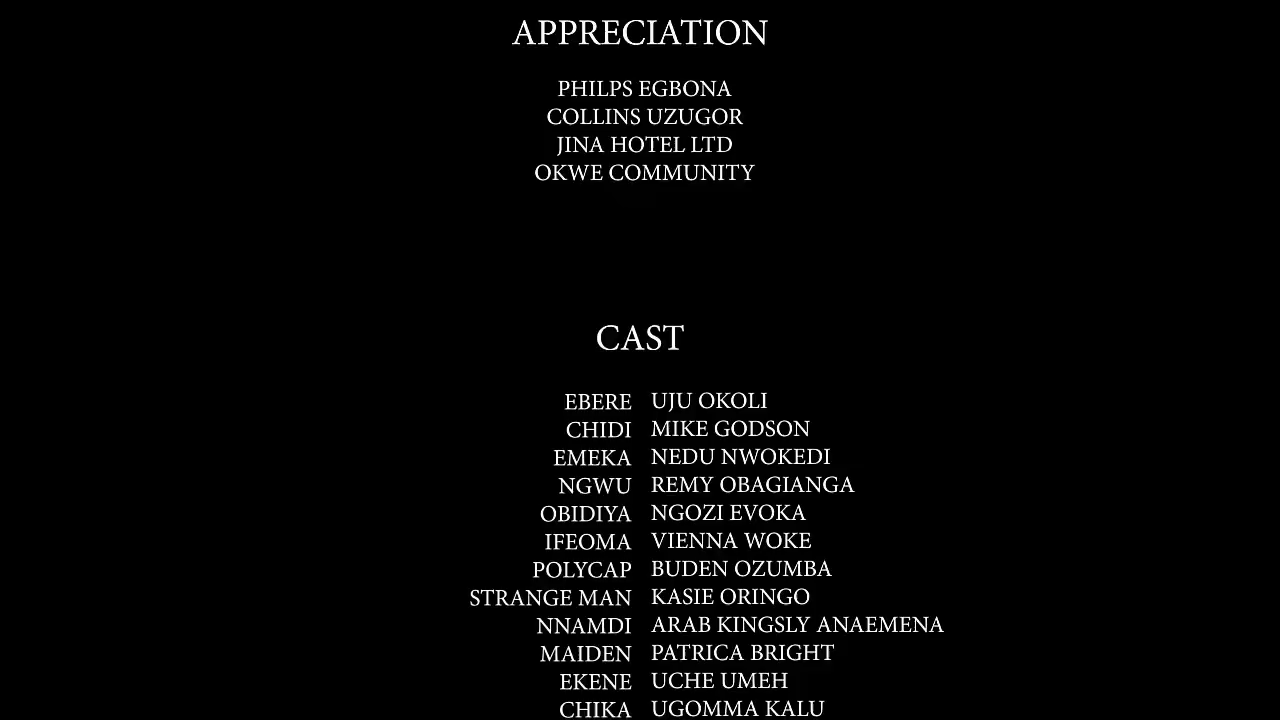 APPRECIATION
PHILPS EGBONA
COLLINS UZUGOR
JINA HOTEL LTD
OKWE COMMUNITY
CAST
EBERE UJU OKOLI
CHIDI MIKE GODSON
EMEKA NEDU NWOKEDI
NGWU REMY OBAGIANGA
OBIDIYA NGOZI EVOKA
IFEOMA VIENNA WOKE
POLYCAP BUDEN OZUMBA
STRANGE MAN KASIE ORINGO
NNAMDI ARAB KINGSLY ANAEMENA
MAIDEN PATRICA BRIGHT
EKENE UCHE UMEH
CHIKA UGOMMA KALU